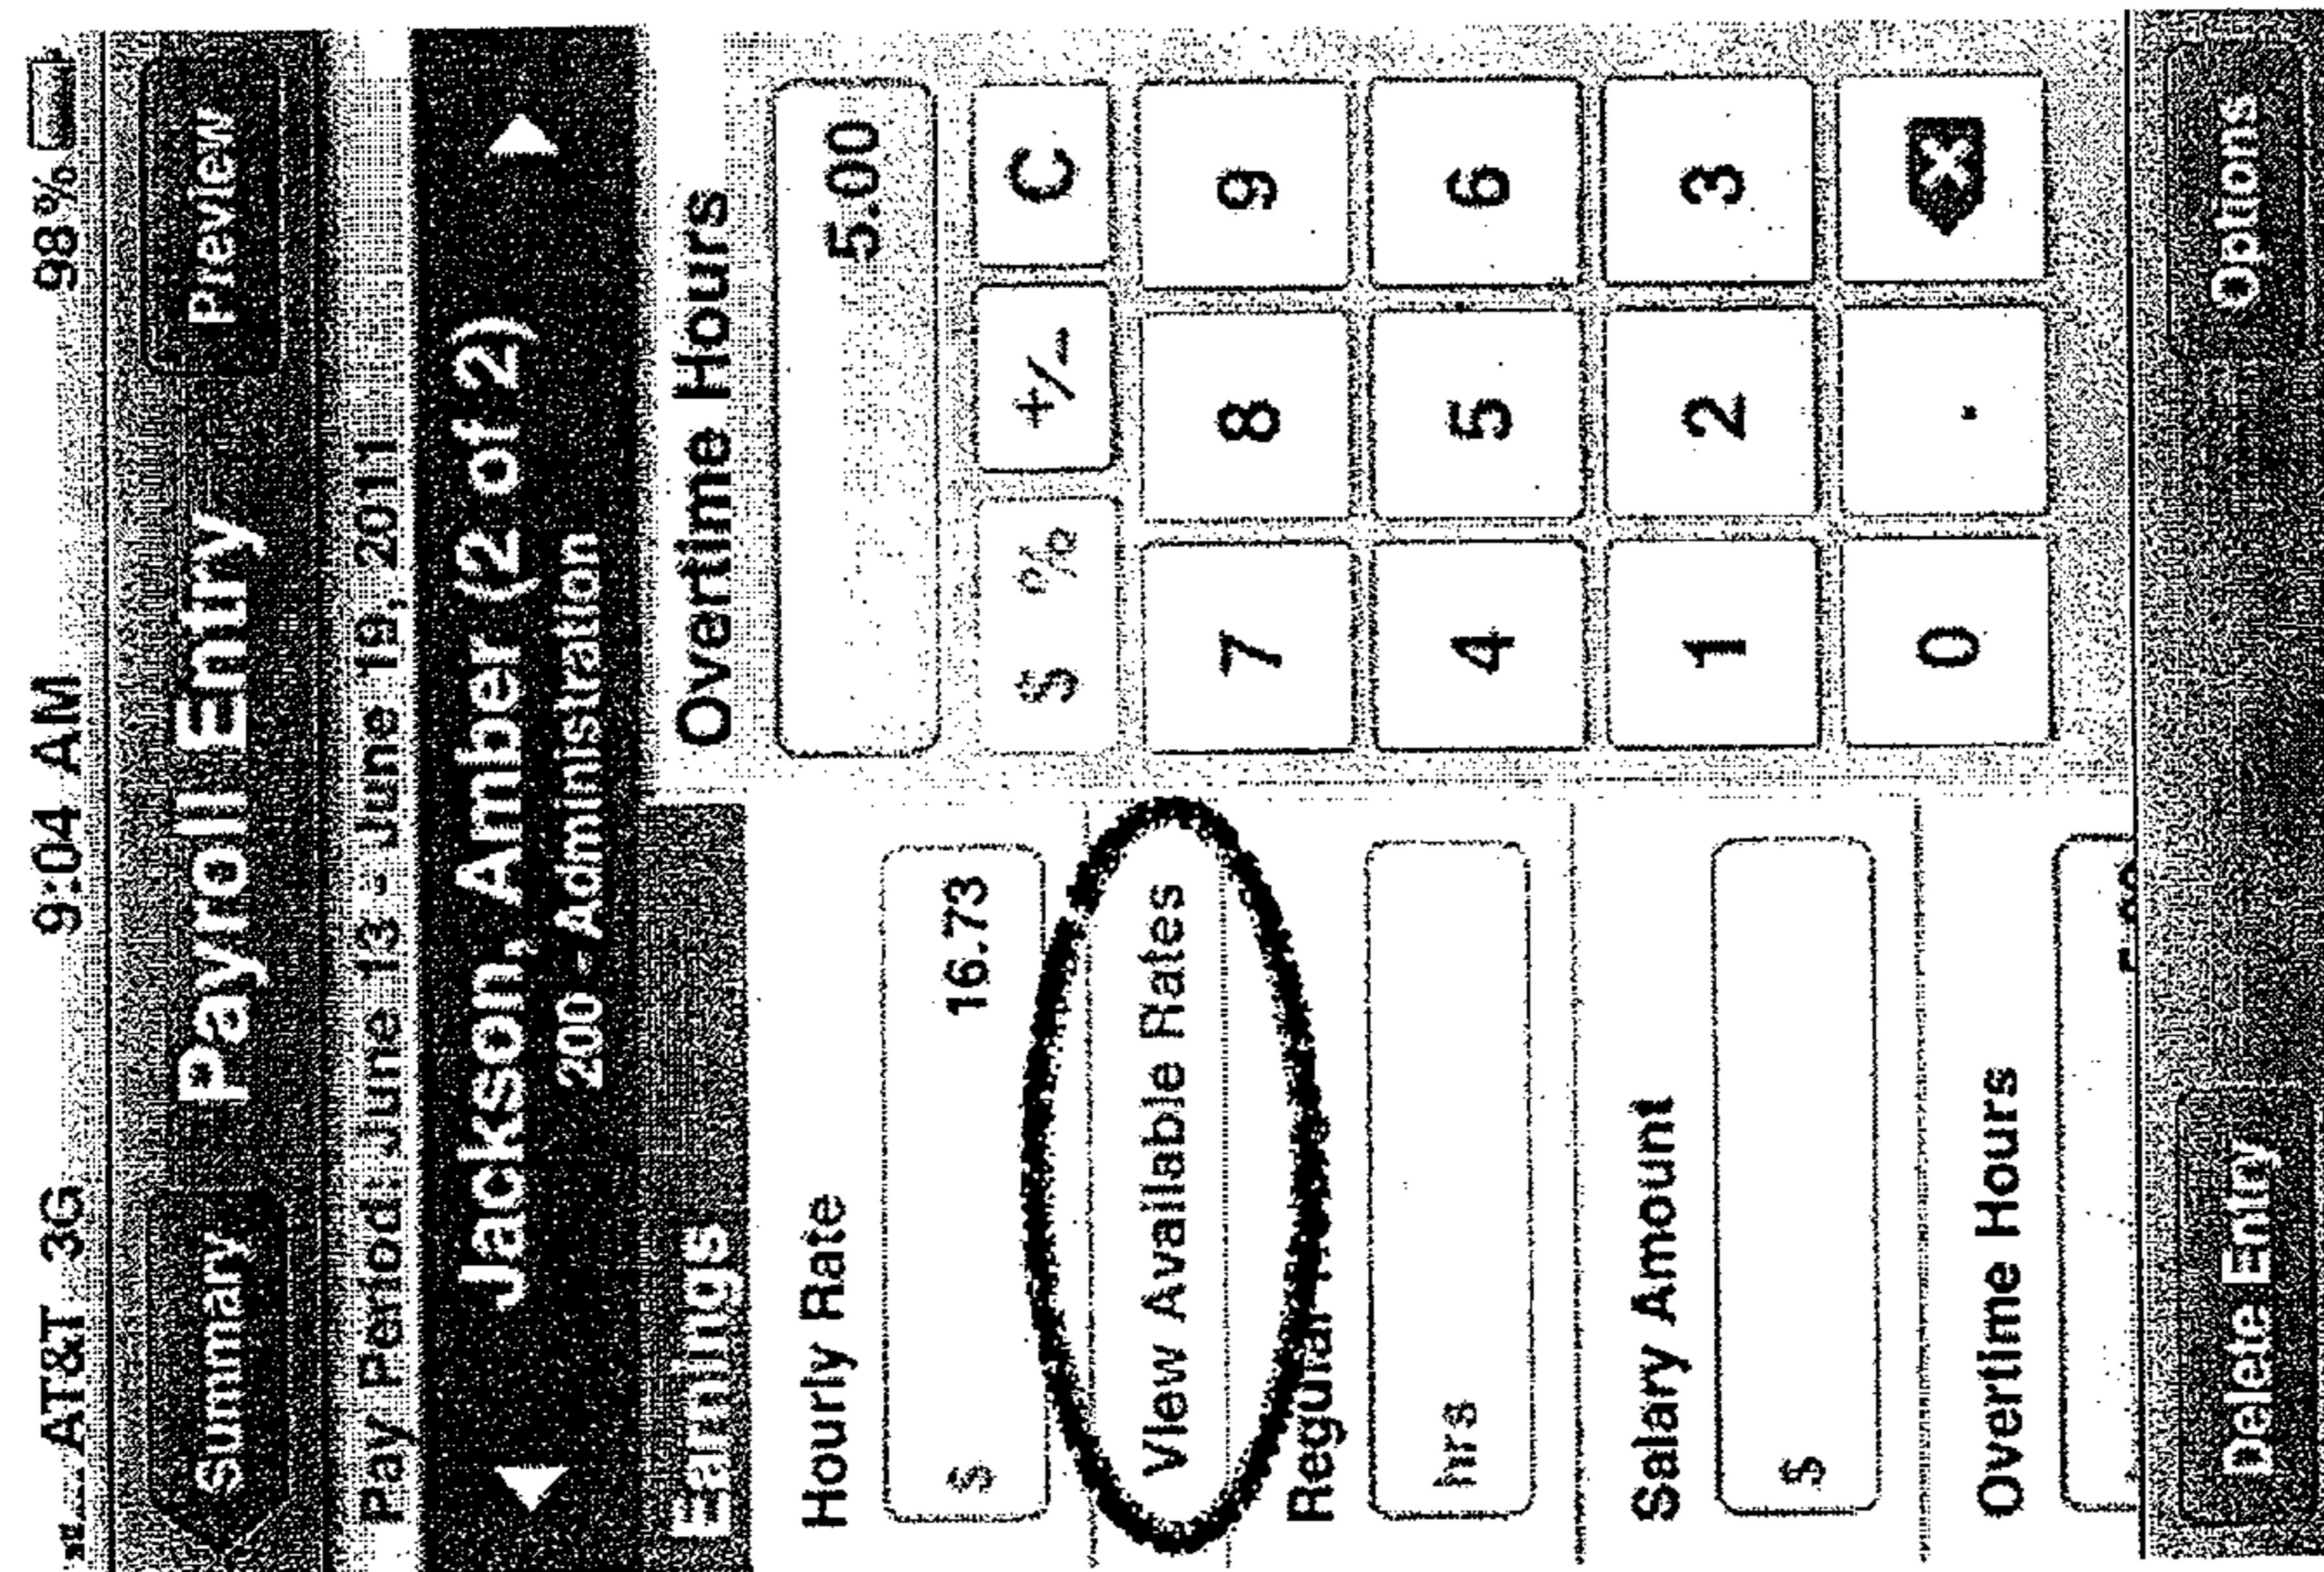 AT&T 3G 9:04 AM 98%
Summary Payroll Entry Preview
Pay Period: June 13 - June 19, 2011
Jackson, Amber (2 of 2)
200 - Administration
Earnings
Hourly Rate
$ 16.73
View Available Rates
Regular
hrs
Salary Amount
$
Overtime Hours
Overtime Hours
5.00
$ % +/- C
7 8 9
4 5 6
1 2 3
0 .
Delete Entry Options